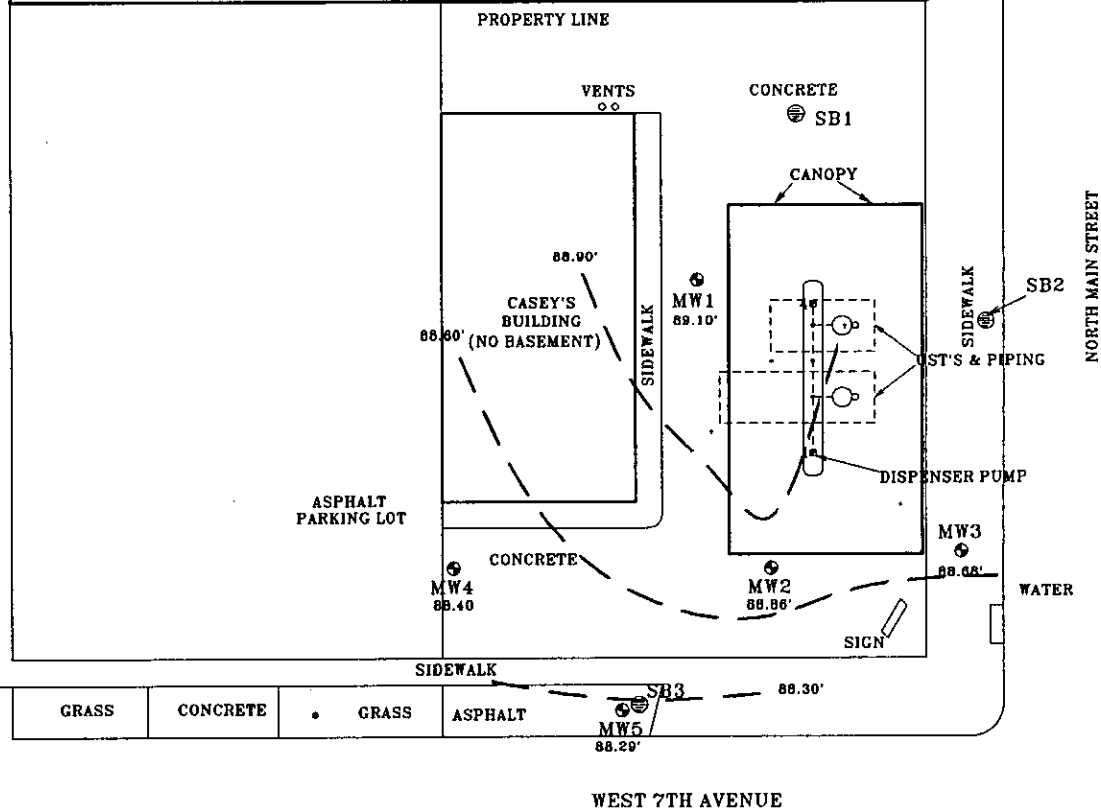 PROPERTY LINE
VENTS
CONCRETE
SB1
CANOPY
NORTH MAIN STREET
88.90'
SIDEWALK
SB2
MW1
89.10'
CASEY'S
BUILDING
(NO BASEMENT)
88.60'
SIDEWALK
UST'S & PIPING
DISPENSER PUMP
ASPHALT
PARKING LOT
MW3
88.68'
CONCRETE
MW4
88.40
MW2
88.86'
WATER
SIGN
SIDEWALK
88.30'
SB3
GRASS
CONCRETE
GRASS
ASPHALT
MW5
88.29'
WEST 7TH AVENUE